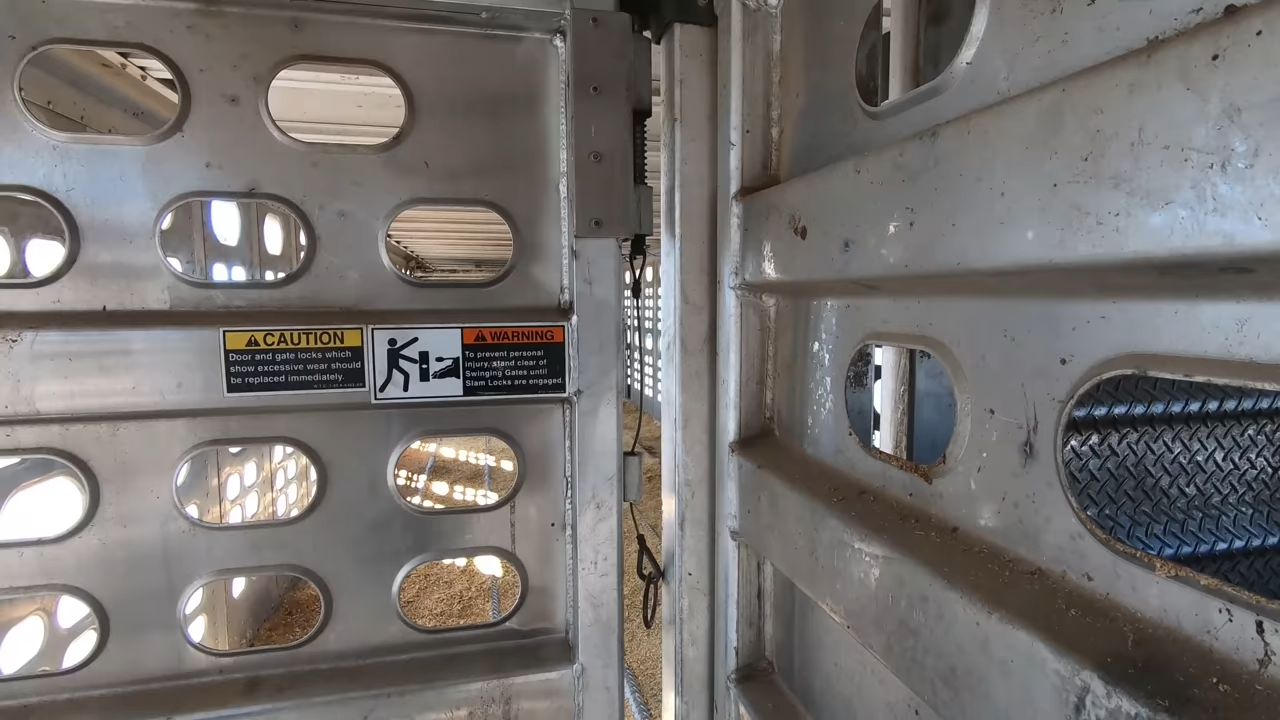 CAUTION
Door and gate locks which
show excessive wear should
be replaced immediately.
WARNING
To prevent personal
injury, stand clear of
Swinging Gates until
Slam Locks are engaged.